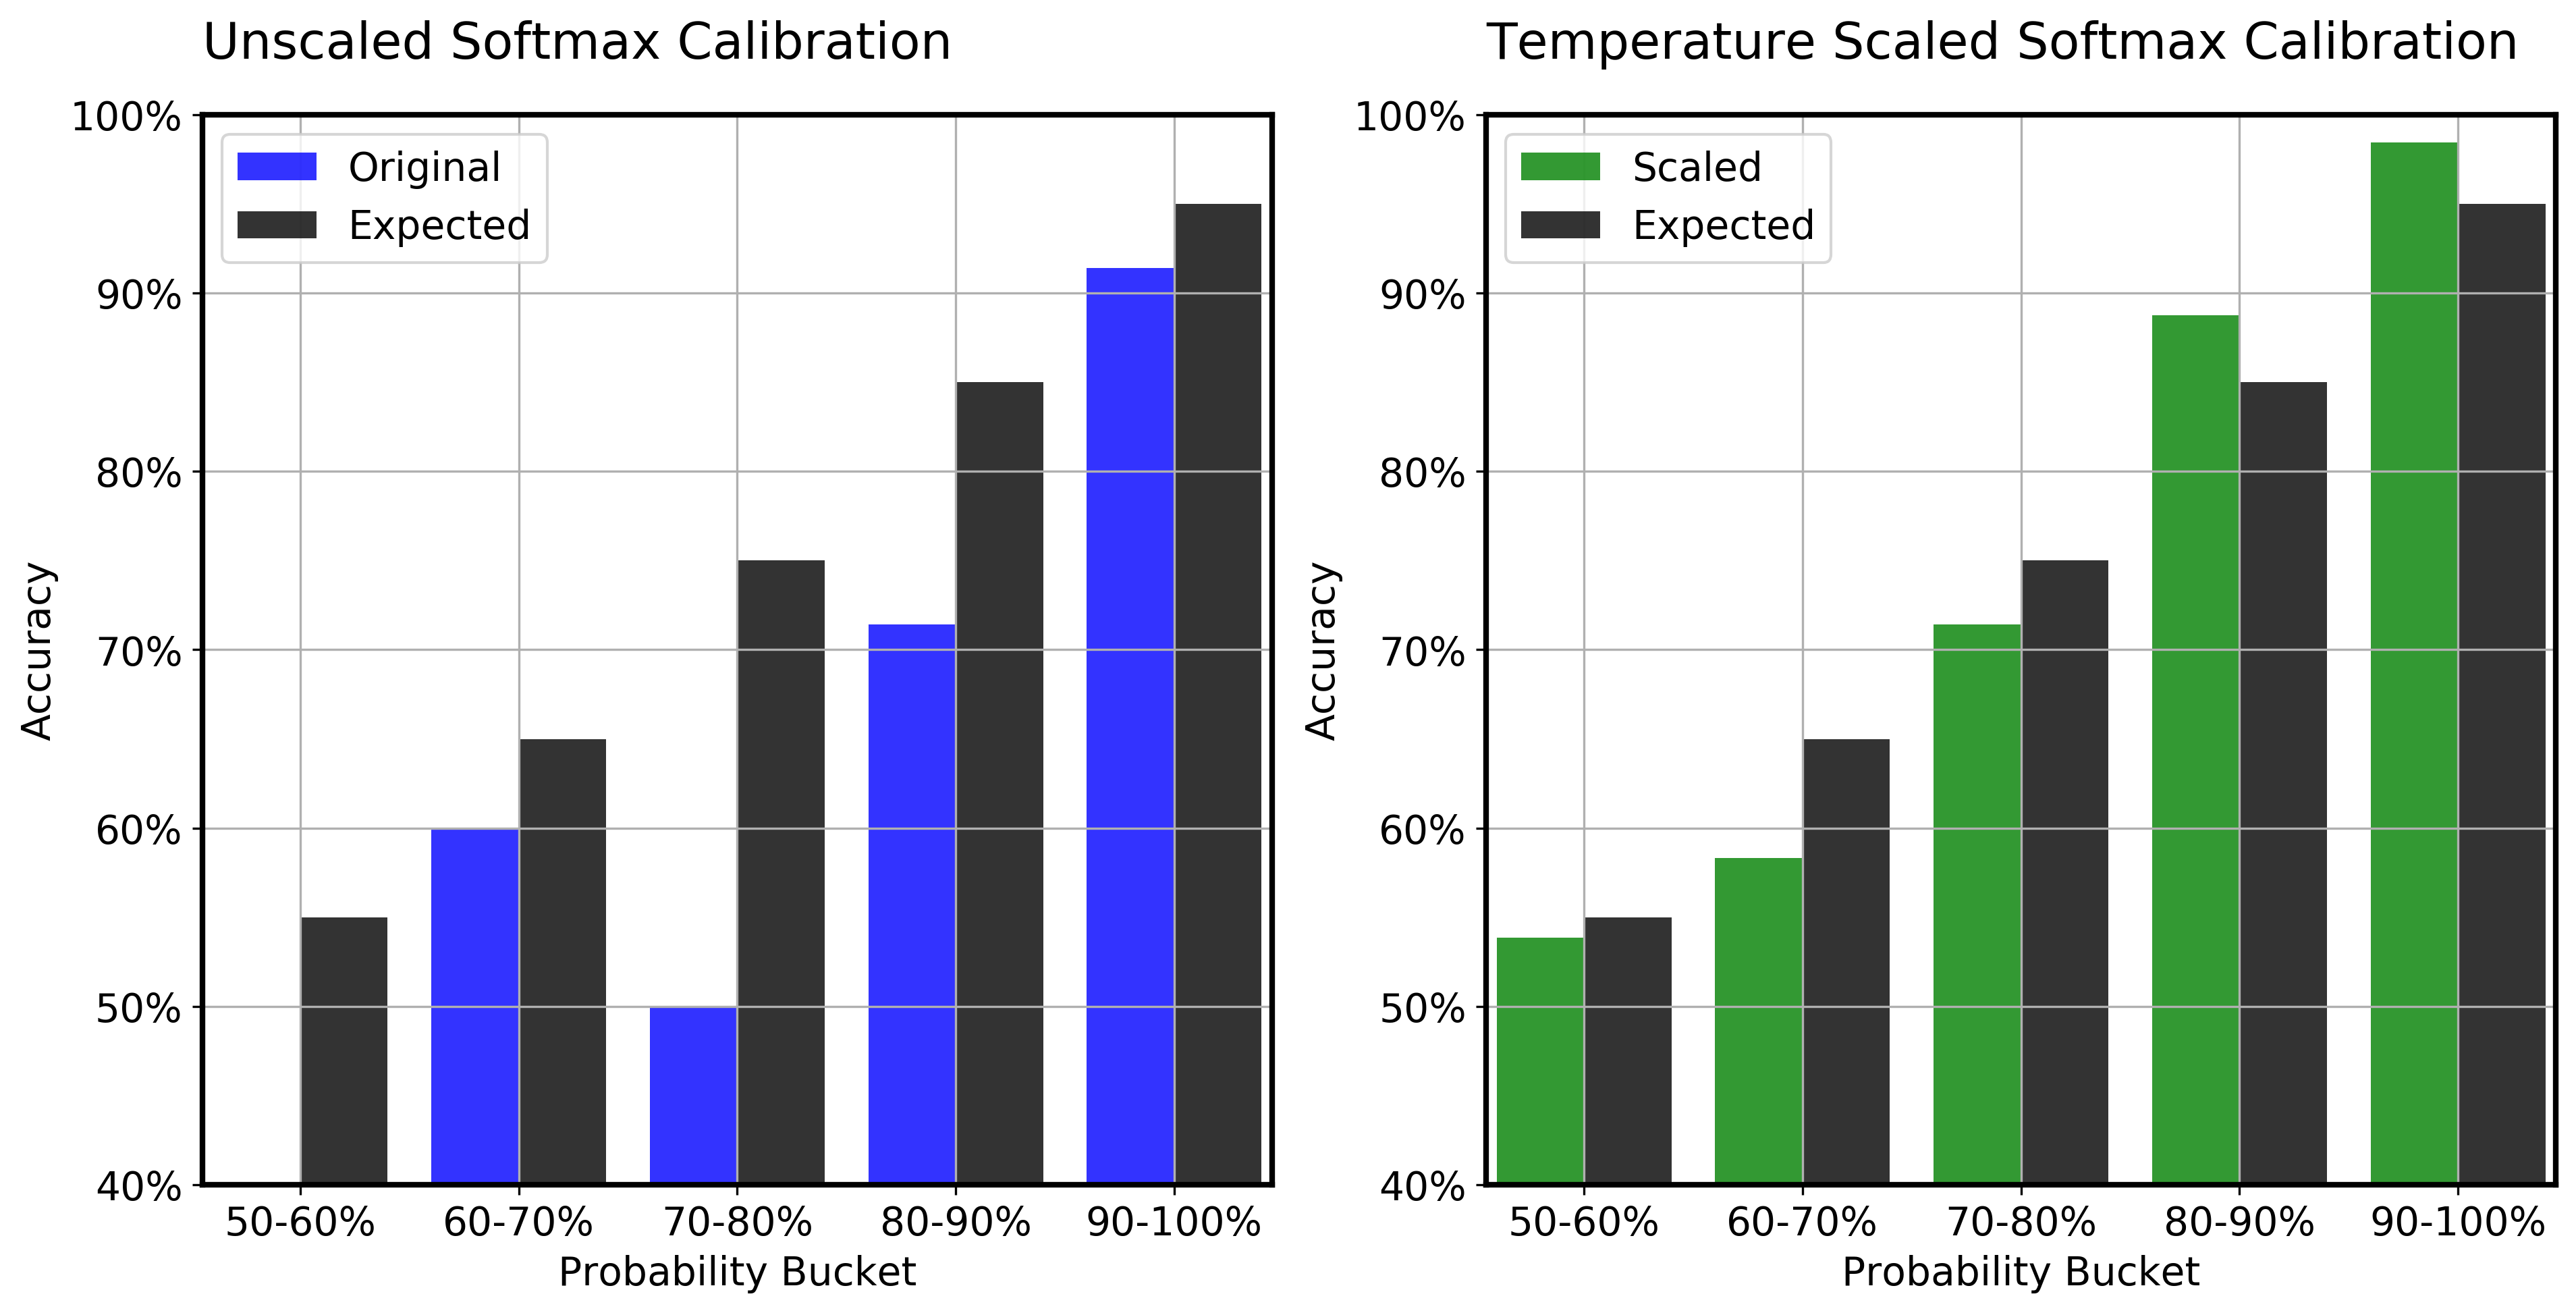 Unscaled Softmax Calibration
100%
90%
80%
70%
60%
50%
40%
Accuracy
Original
Expected
50-60% 60-70% 70-80% 80-90% 90-100%
Probability Bucket
Temperature Scaled Softmax Calibration
100%
90%
80%
70%
60%
50%
40%
Accuracy
Scaled
Expected
50-60% 60-70% 70-80% 80-90% 90-100%
Probability Bucket